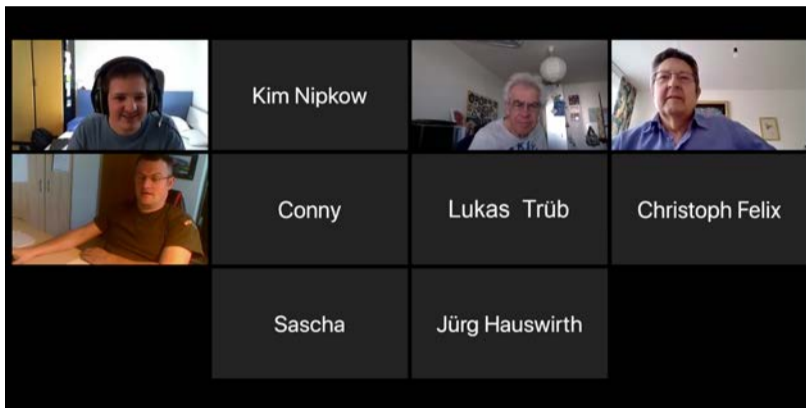 Kim Nipkow
Conny
Lukas Trüb
Christoph Felix
Sascha
Jürg Hauswirth